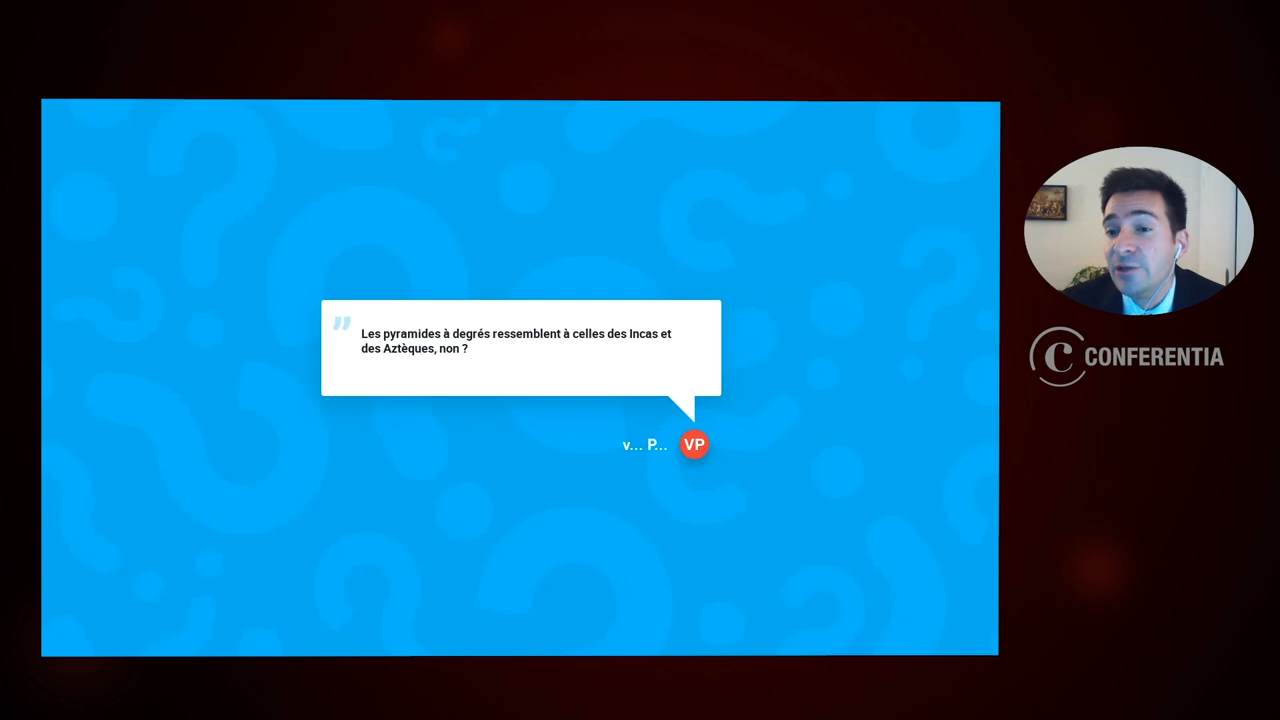 Les pyramides à degrés ressemblent à celles des Incas et
des Aztèques, non ?
v... P...
VP
C CONFERENTIA